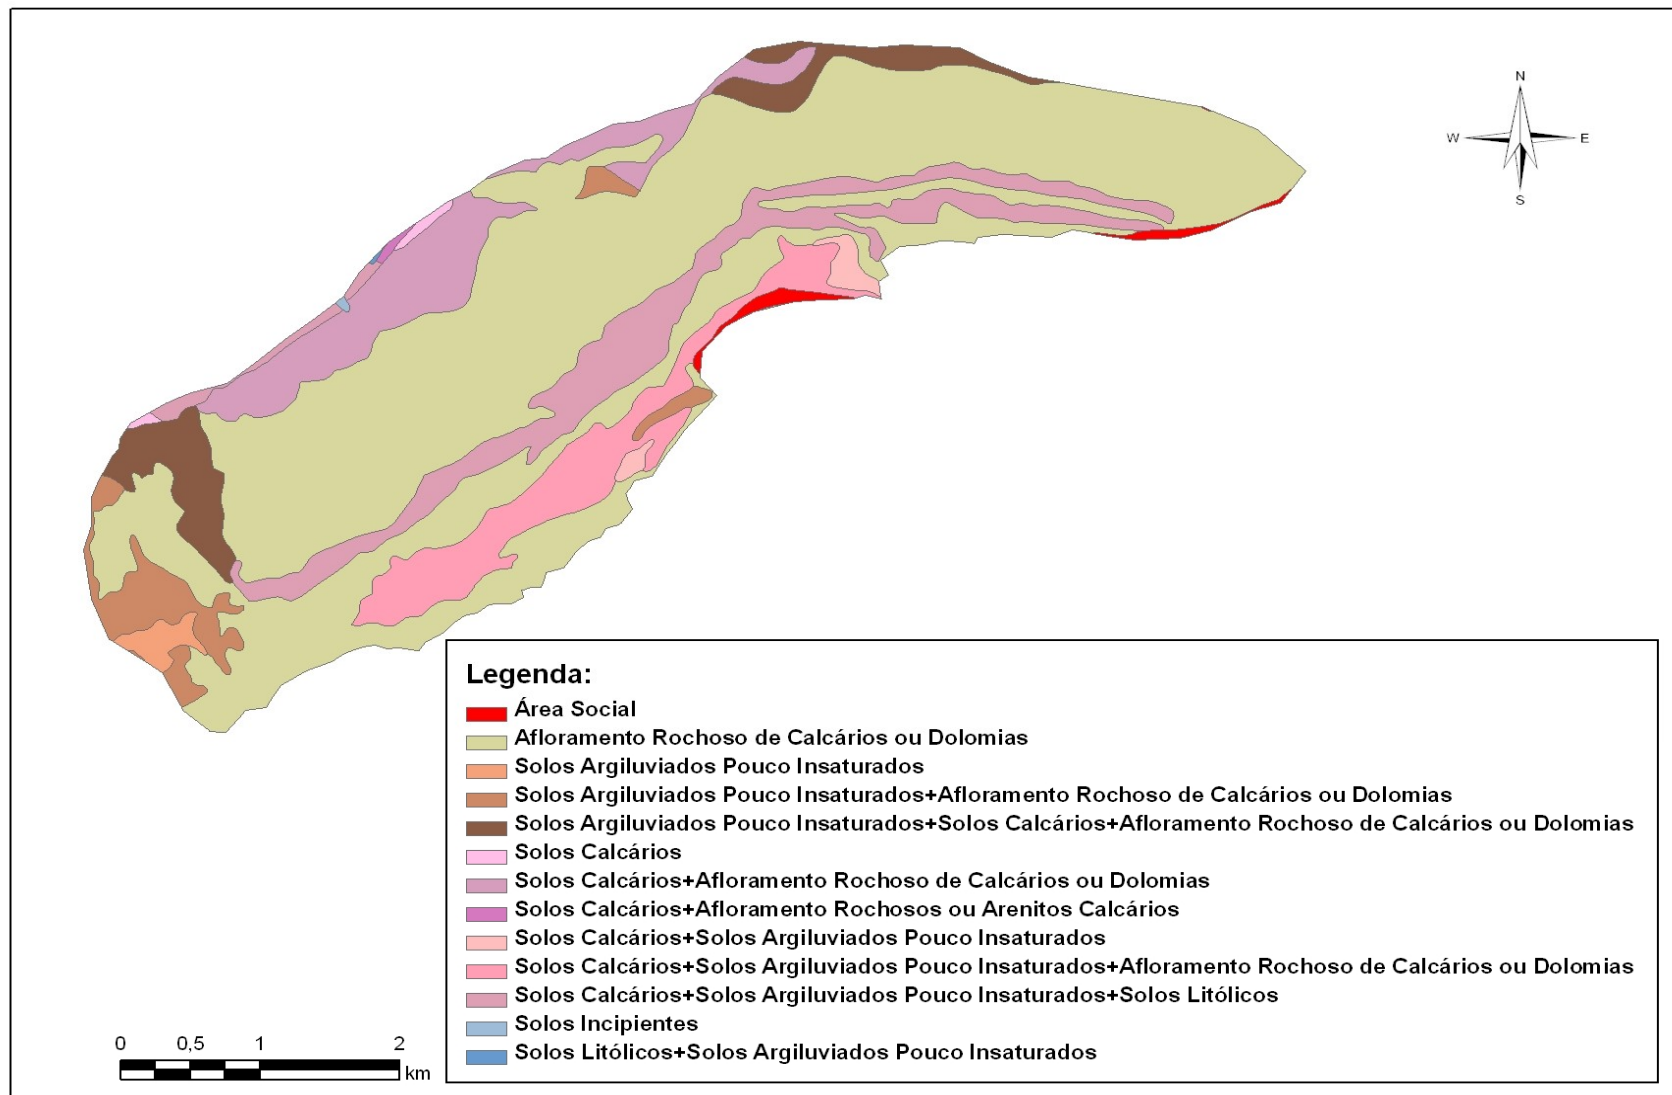 N
W E
S
Legenda:
Área Social
Afloramento Rochoso de Calcários ou Dolomias
Solos Argiluviados Pouco Insaturados
Solos Argiluviados Pouco Insaturados+Afloramento Rochoso de Calcários ou Dolomias
Solos Argiluviados Pouco Insaturados+Solos Calcários+Afloramento Rochoso de Calcários ou Dolomias
Solos Calcários
Solos Calcários+Afloramento Rochoso de Calcários ou Dolomias
Solos Calcários+Afloramento Rochosos ou Arenitos Calcários
Solos Calcários+Solos Argiluviados Pouco Insaturados
Solos Calcários+Solos Argiluviados Pouco Insaturados+Afloramento Rochoso de Calcários ou Dolomias
Solos Calcários+Solos Argiluviados Pouco Insaturados+Solos Litólicos
Solos Incipientes
Solos Litólicos+Solos Argiluviados Pouco Insaturados
0 0,5 1 2
km